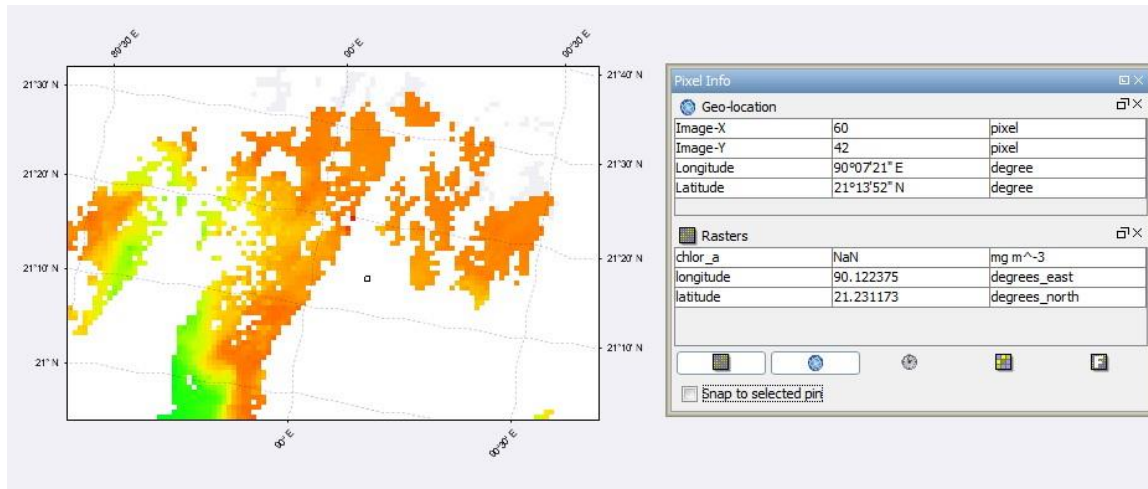 89°30' E
90° E
90°30' E
21°30' N
21°20' N
21°10' N
21° N
21°40' N
21°30' N
21°20' N
21°10' N
90° E
90°30' E
Pixel Info
Geo-location
Image-X 60 pixel
Image-Y 42 pixel
Longitude 90°07'21" E degree
Latitude 21°13'52" N degree
Rasters
chlor_a NaN mg m^-3
longitude 90.122375 degrees_east
latitude 21.231173 degrees_north
Snap to selected pin